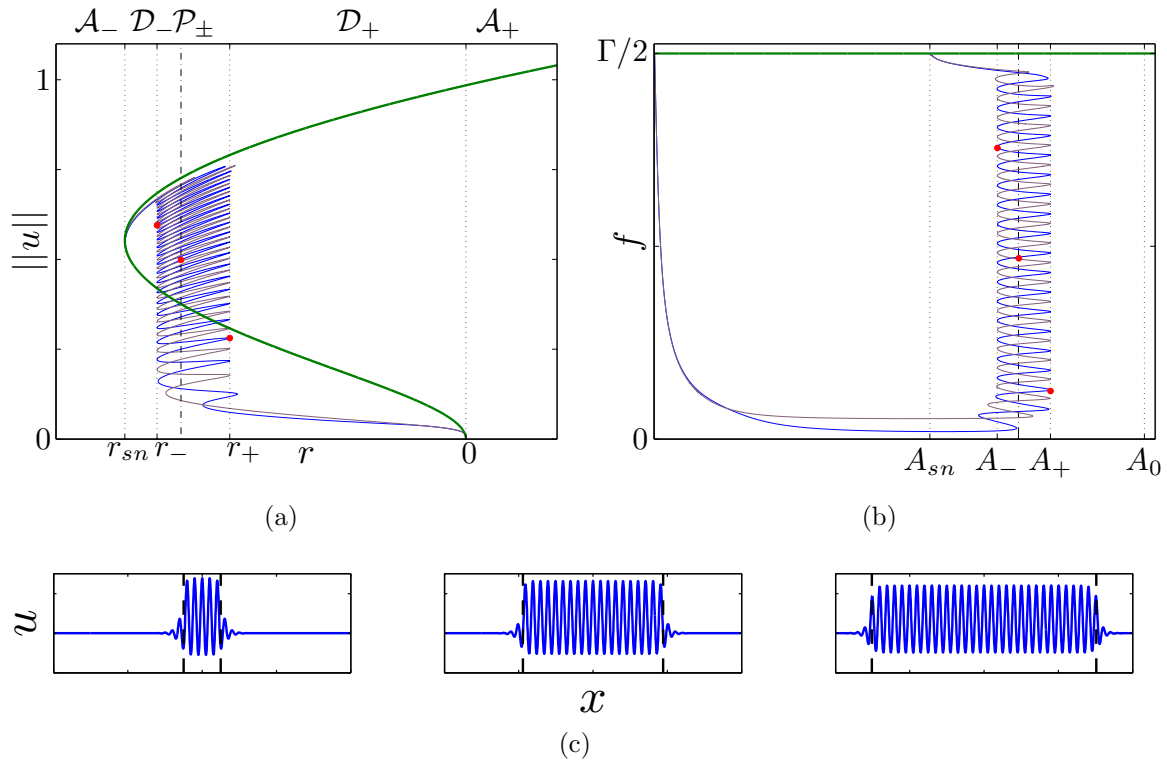 𝒜₋ 𝒟₋ 𝒫± 𝒟₊ 𝒜₊
1
||u||
0
r_sn r₋ r₊ r 0
(a)
Γ/2
f
0
A_sn A₋ A₊ A₀
(b)
u
x
(c)